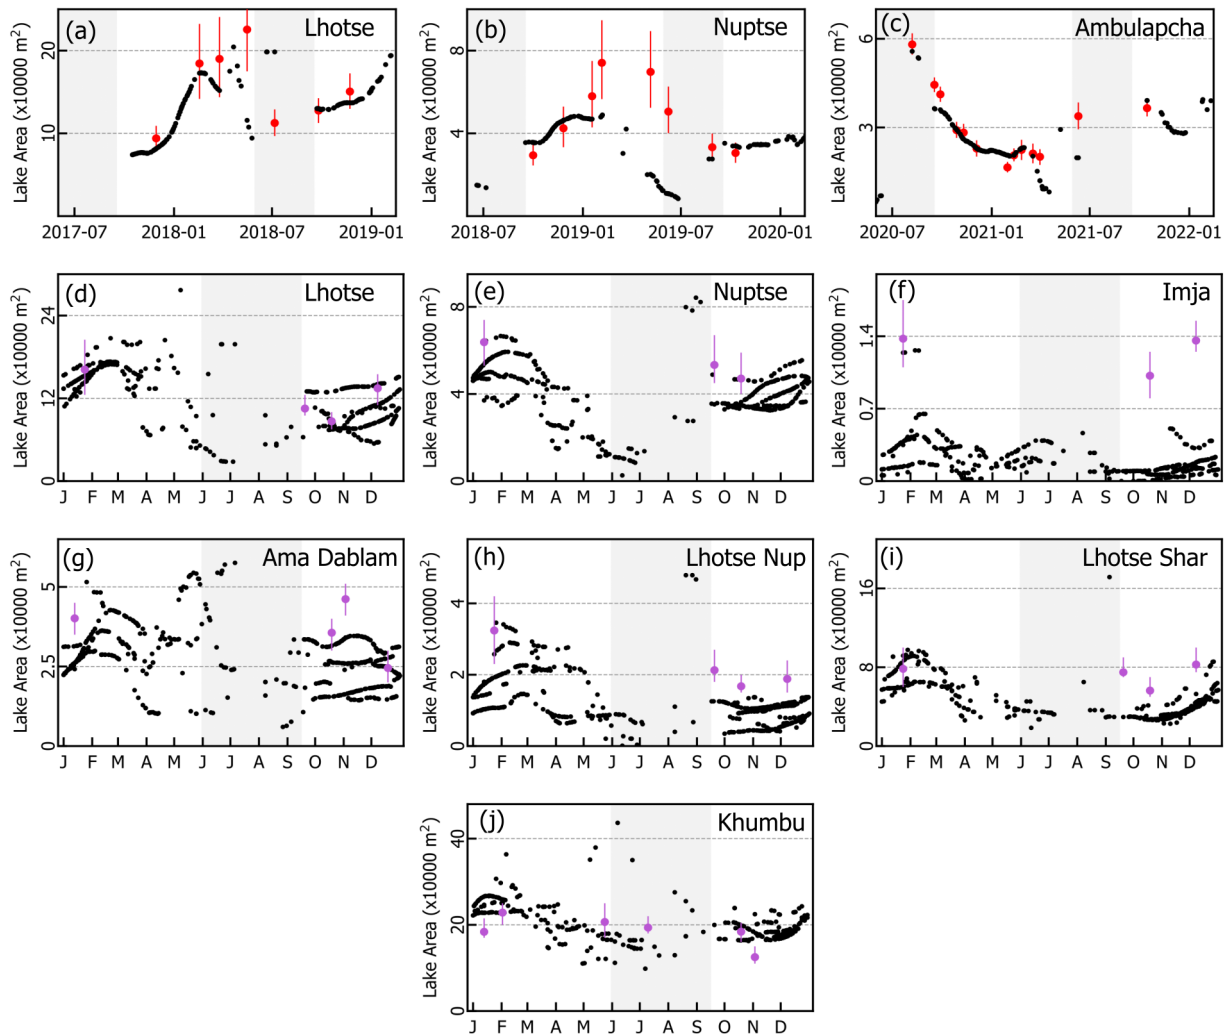 (a) Lhotse
Lake Area (x10000 m²)
20
10
2017-07 2018-01 2018-07 2019-01
(b) Nuptse
Lake Area (x10000 m²)
8
4
0
2018-07 2019-01 2019-07 2020-01
(c) Ambulapcha
Lake Area (x10000 m²)
6
3
2020-07 2021-01 2021-07 2022-01
(d) Lhotse
Lake Area (x10000 m²)
24
12
0
J F M A M J J A S O N D
(e) Nuptse
Lake Area (x10000 m²)
8
4
0
J F M A M J J A S O N D
(f) Imja
Lake Area (x10000 m²)
1.4
0.7
0
J F M A M J J A S O N D
(g) Ama Dablam
Lake Area (x10000 m²)
5
2.5
0
J F M A M J J A S O N D
(h) Lhotse Nup
Lake Area (x10000 m²)
4
2
0
J F M A M J J A S O N D
(i) Lhotse Shar
Lake Area (x10000 m²)
16
8
0
J F M A M J J A S O N D
(j) Khumbu
Lake Area (x10000 m²)
40
20
0
J F M A M J J A S O N D